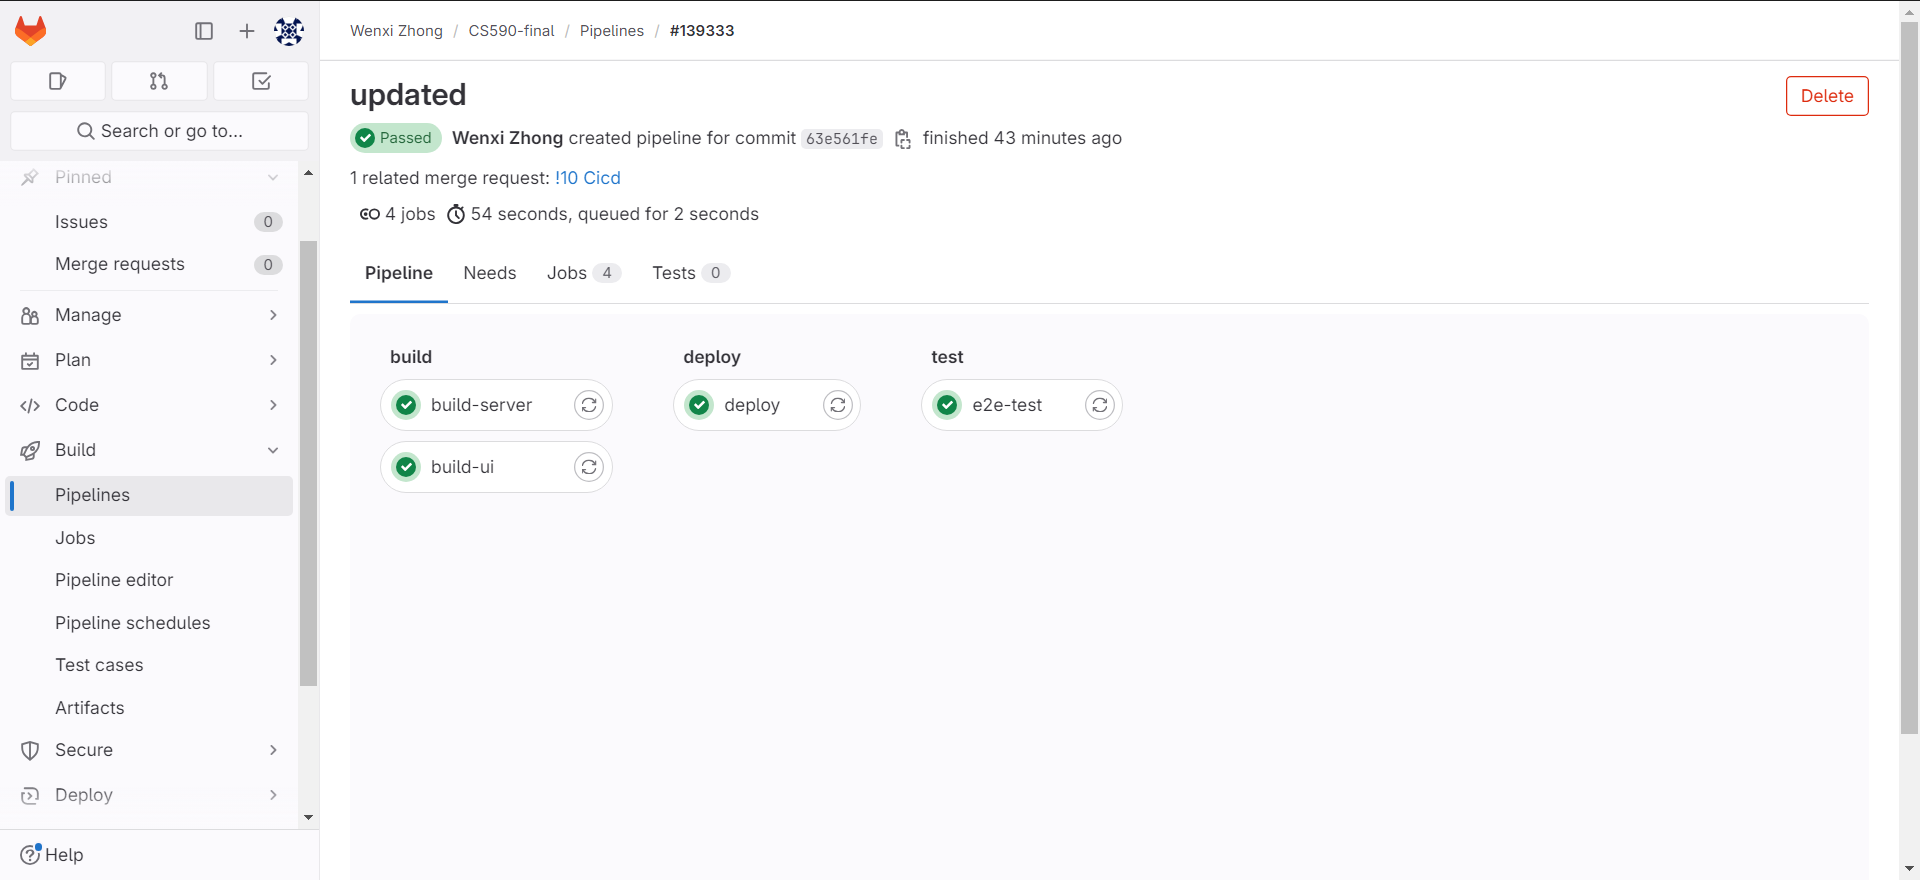 Wenxi Zhong / CS590-final / Pipelines / #139333
Search or go to...
Pinned
Issues 0
Merge requests 0
Manage
Plan
Code
Build
Pipelines
Jobs
Pipeline editor
Pipeline schedules
Test cases
Artifacts
Secure
Deploy
Help
updated
Delete
Passed Wenxi Zhong created pipeline for commit 63e561fe finished 43 minutes ago
1 related merge request: !10 Cicd
4 jobs 54 seconds, queued for 2 seconds
Pipeline Needs Jobs 4 Tests 0
build deploy test
build-server deploy e2e-test
build-ui